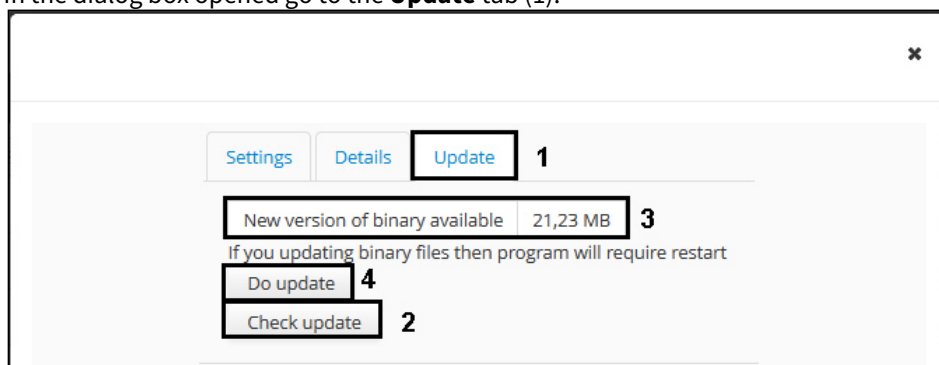 In the dialog box opened go to the Update tab (1).
×
Settings Details Update 1
New version of binary available 21,23 MB 3
If you updating binary files then program will require restart
Do update 4
Check update 2